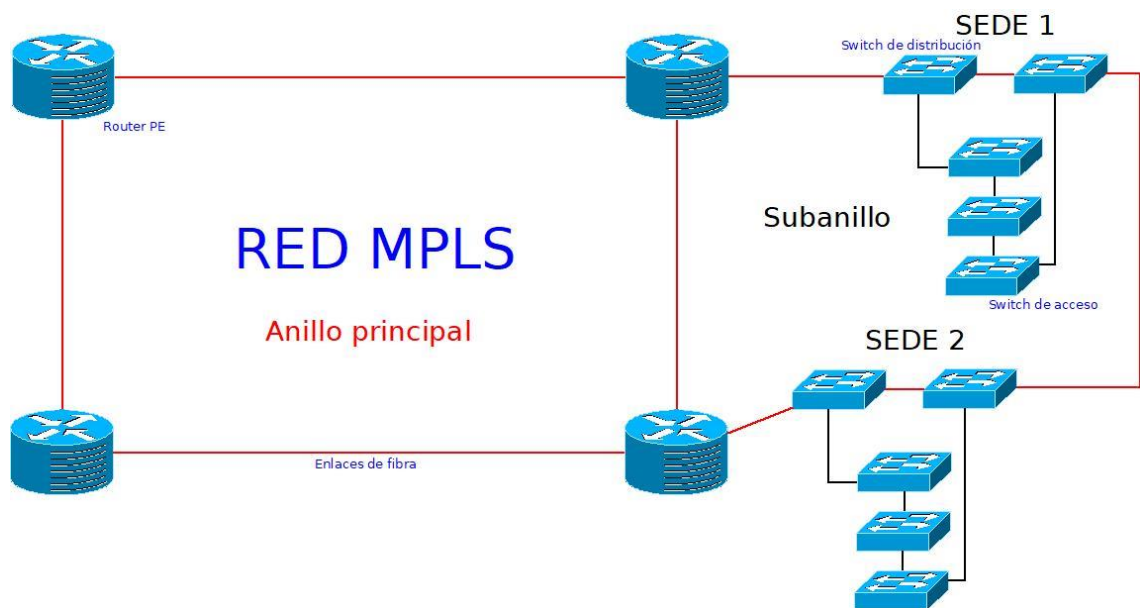 SEDE 1
Switch de distribución
Router PE
RED MPLS
Subanillo
Anillo principal
Switch de acceso
SEDE 2
Enlaces de fibra